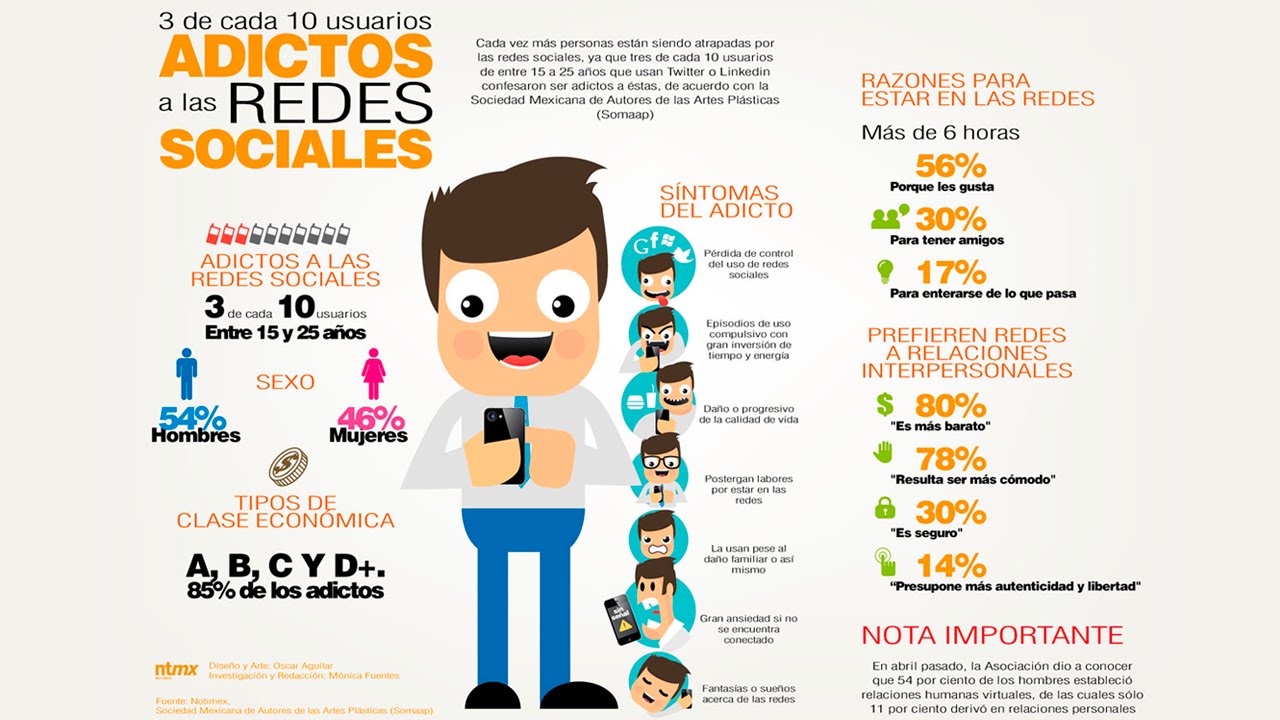 3 de cada 10 usuarios
ADICTOS
a las REDES
SOCIALES
Cada vez más personas están siendo atrapadas por
las redes sociales, ya que tres de cada 10 usuarios
de entre 15 a 25 años que usan Twitter o Linkedin
confesaron ser adictos a éstas, de acuerdo con la
Sociedad Mexicana de Autores de las Artes Plásticas
(Somaap)
ADICTOS A LAS
REDES SOCIALES
3 de cada 10 usuarios
Entre 15 y 25 años
SEXO
54%
Hombres
46%
Mujeres
TIPOS DE
CLASE ECONÓMICA
A, B, C Y D+.
85% de los adictos
ntmx
NOTIMEX
Diseño y Arte: Oscar Aguilar
Investigación y Redacción: Mónica Fuentes
Fuente: Notimex,
Sociedad Mexicana de Autores de las Artes Plásticas (Somaap)
SÍNTOMAS
DEL ADICTO
G f
Pérdida de control
del uso de redes
sociales
Episodios de uso
compulsivo con
gran inversión de
tiempo y energía
Daño o progresivo
de la calidad de vida
Postergan labores
por estar en las
redes
La usan pese al
daño familiar o así
mismo
sin
señal
Gran ansiedad si no
se encuentra
conectado
Fantasías o sueños
acerca de las redes
RAZONES PARA
ESTAR EN LAS REDES
Más de 6 horas
56%
Porque les gusta
30%
Para tener amigos
17%
Para enterarse de lo que pasa
PREFIEREN REDES
A RELACIONES
INTERPERSONALES
$ 80%
"Es más barato"
78%
"Resulta ser más cómodo"
30%
"Es seguro"
14%
"Presupone más autenticidad y libertad"
NOTA IMPORTANTE
En abril pasado, la Asociación dio a conocer
que 54 por ciento de los hombres estableció
relaciones humanas virtuales, de las cuales sólo
11 por ciento derivó en relaciones personales